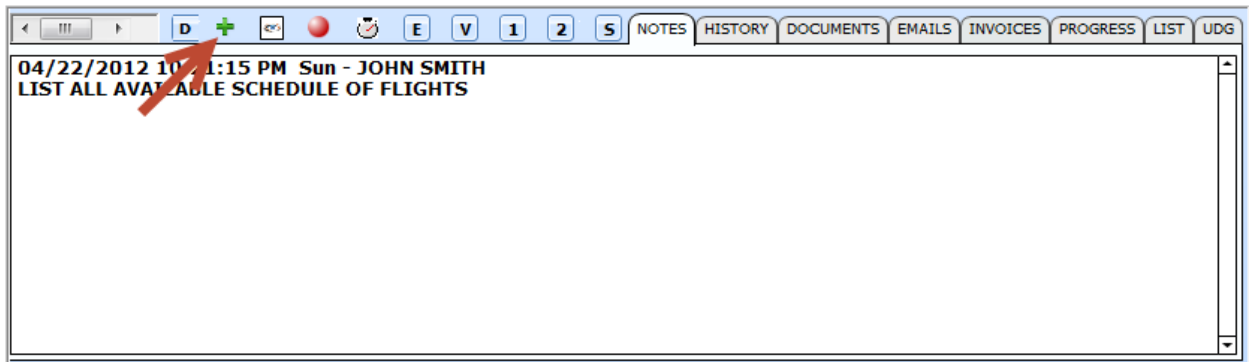 D E V 1 2 S NOTES HISTORY DOCUMENTS EMAILS INVOICES PROGRESS LIST UDG
04/22/2012 PM Sun - JOHN SMITH
LIST ALL AVAILABLE SCHEDULE OF FLIGHTS